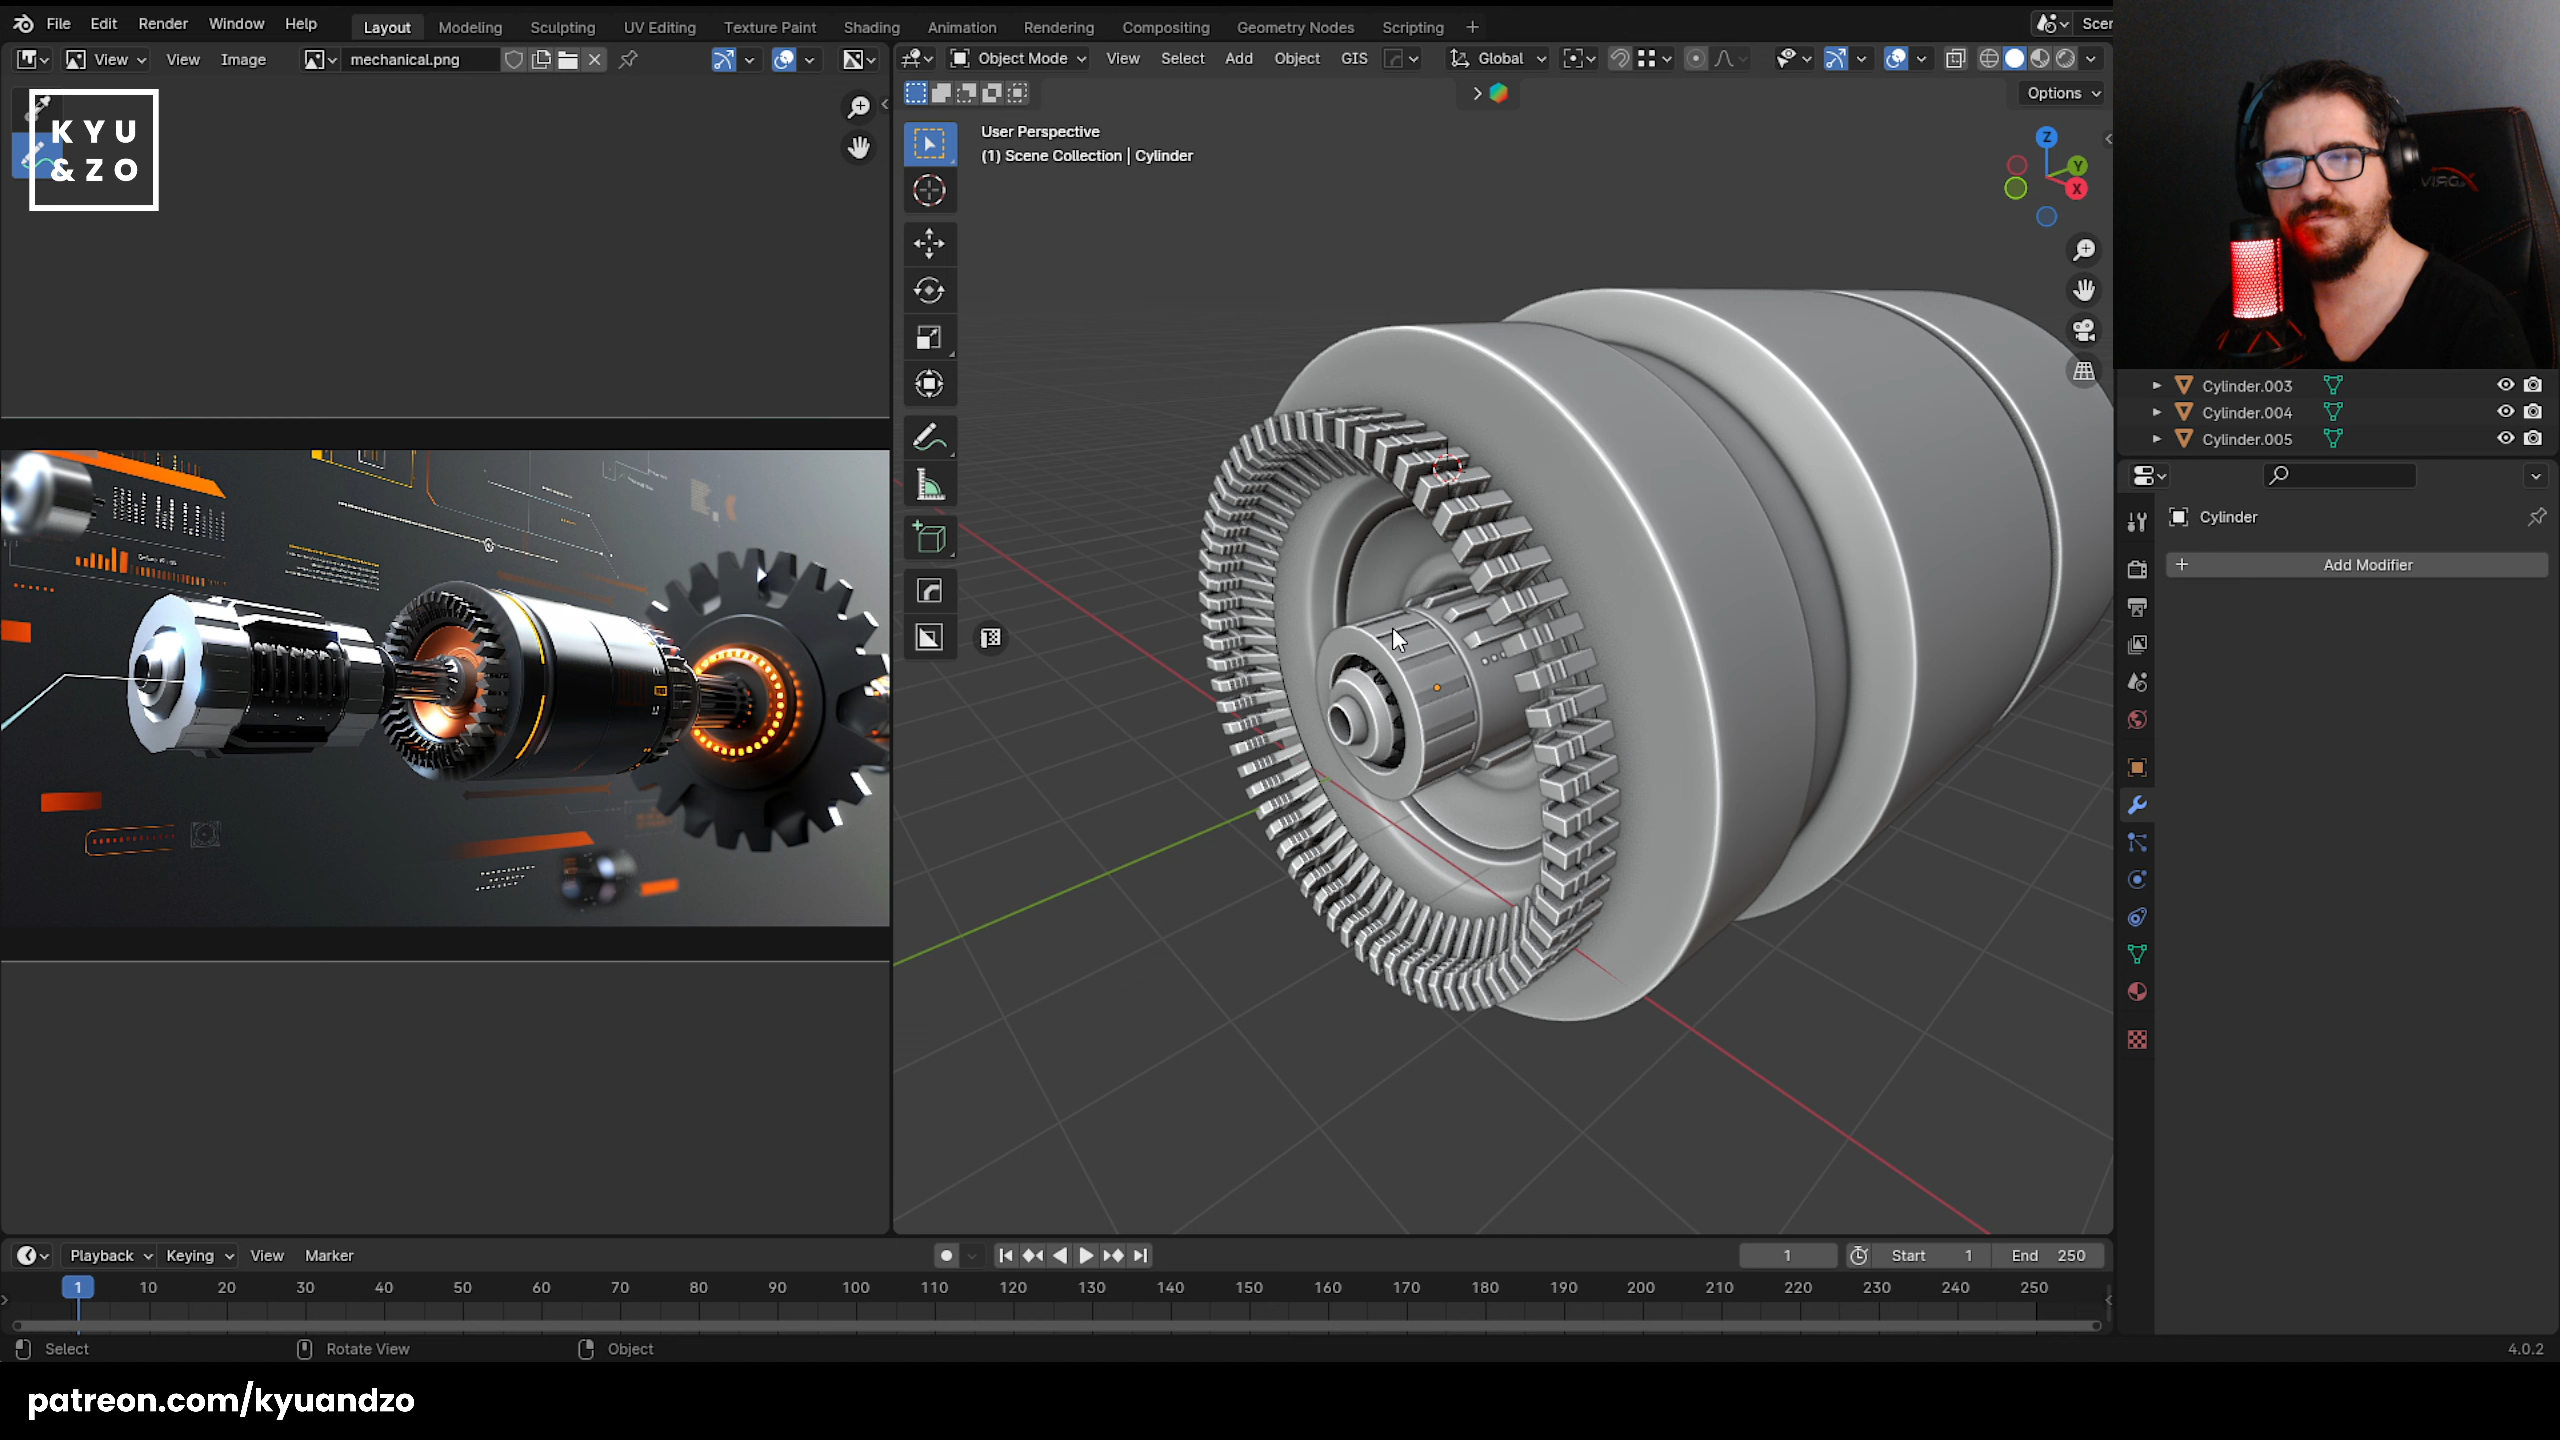 File Edit Render Window Help Layout Modeling Sculpting UV Editing Texture Paint Shading Animation Rendering Compositing Geometry Nodes Scripting + Scer
View View Image mechanical.png
Object Mode View Select Add Object GIS Global
Options
KYU
&ZO
User Perspective
(1) Scene Collection | Cylinder
Z
Y
X
Cylinder.003
Cylinder.004
Cylinder.005
Cylinder
+ Add Modifier
Playback Keying View Marker
1 Start 1 End 250
1 10 20 30 40 50 60 70 80 90 100 110 120 130 140 150 160 170 180 190 200 210 220 230 240 250
Select Rotate View Object
4.0.2
patreon.com/kyuandzo